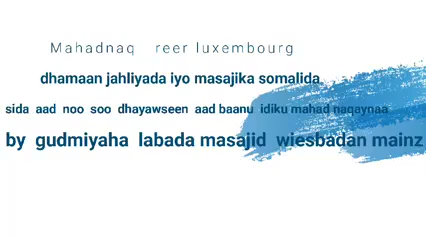 Mahadnaq reer luxembourg
dhamaan jahliyada iyo masajika somalida
sida aad noo soo dhayawseen aad baanu idiku mahad naqaynaa
by gudmiyaha labada masajid wiesbadan mainz